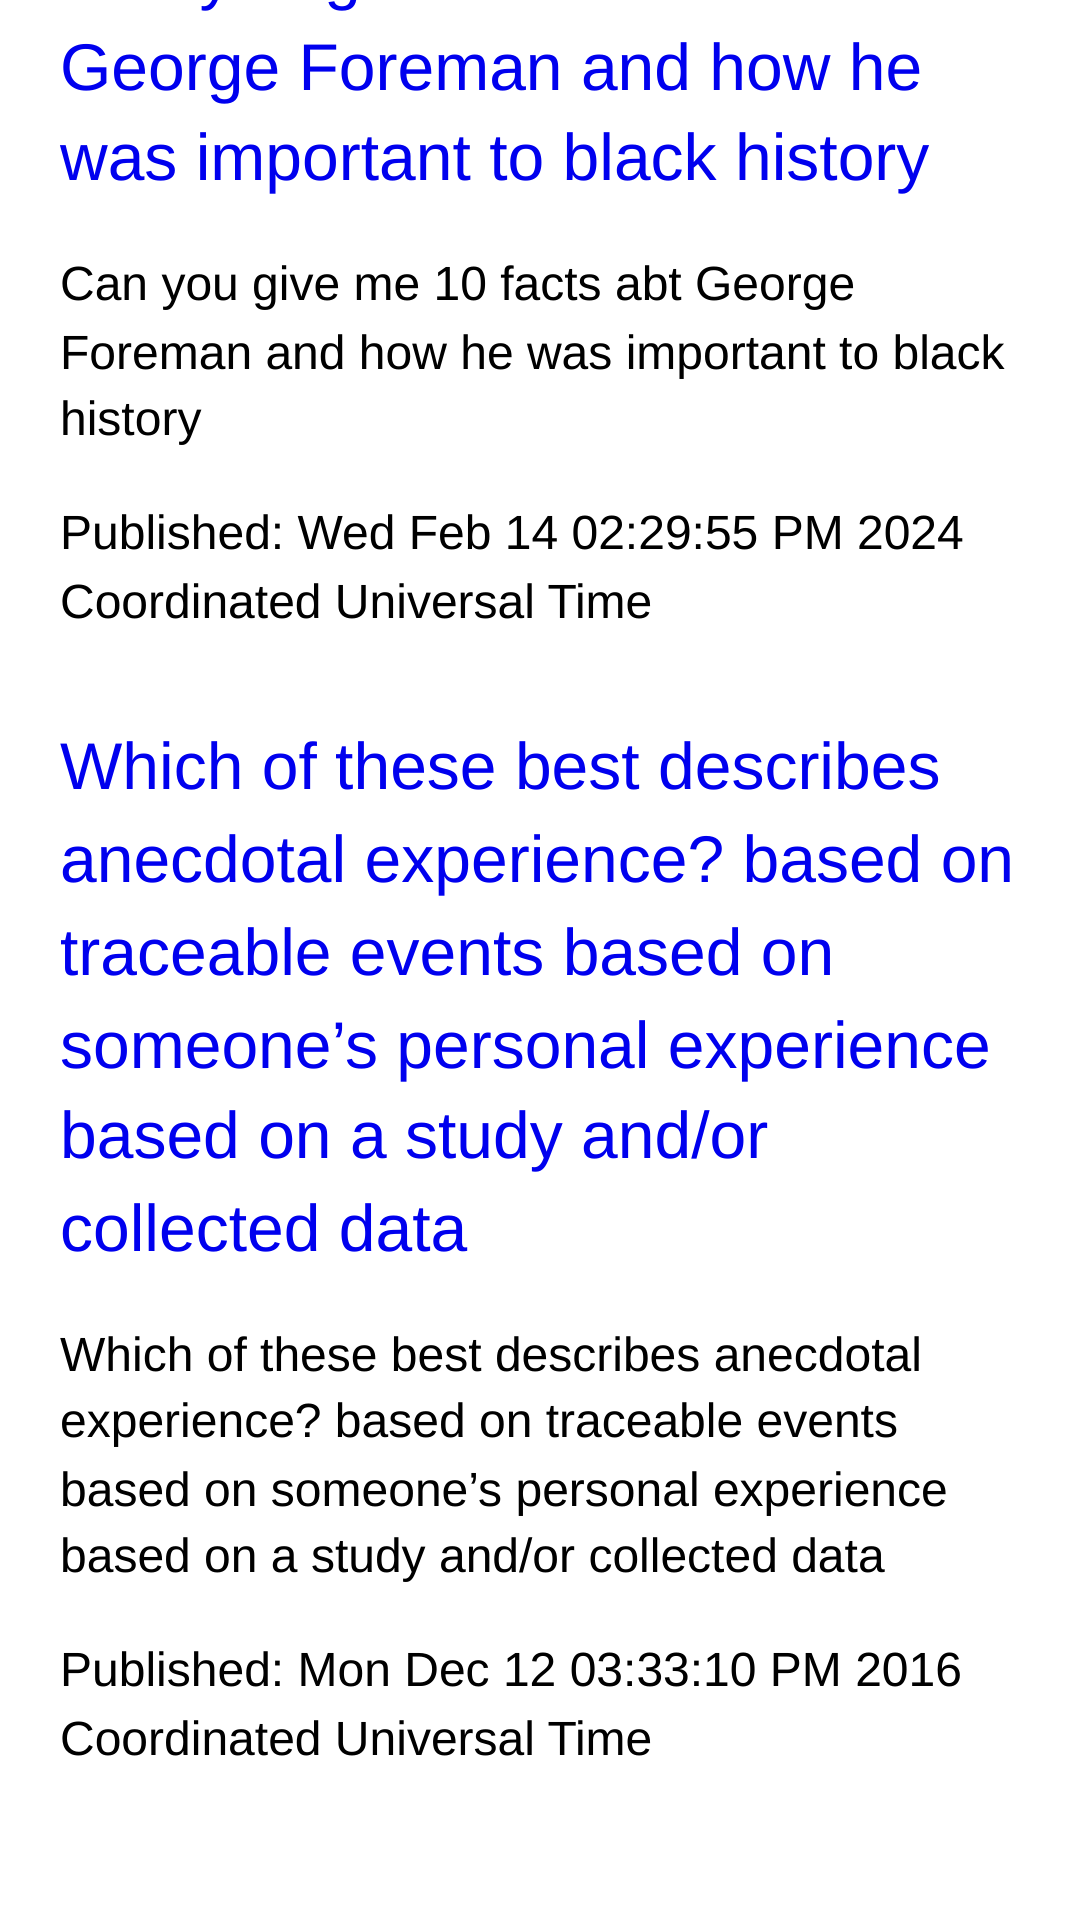 George Foreman and how he
was important to black history
Can you give me 10 facts abt George
Foreman and how he was important to black
history
Published: Wed Feb 14 02:29:55 PM 2024
Coordinated Universal Time
Which of these best describes
anecdotal experience? based on
traceable events based on
someone’s personal experience
based on a study and/or
collected data
Which of these best describes anecdotal
experience? based on traceable events
based on someone’s personal experience
based on a study and/or collected data
Published: Mon Dec 12 03:33:10 PM 2016
Coordinated Universal Time